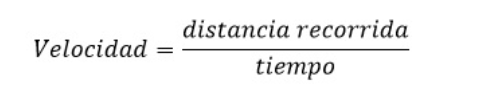 Velocidad = distancia recorrida / tiempo